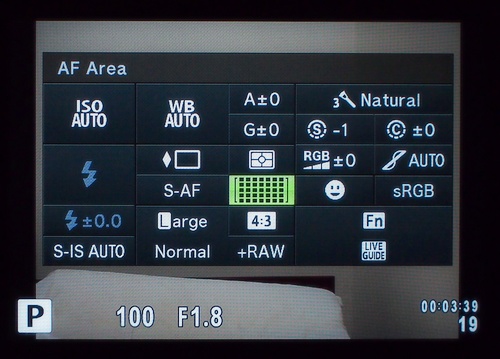 AF Area
ISO AUTO
WB AUTO
A±0
3 Natural
G±0
S -1
C ±0
RGB ±0
AUTO
S-AF
sRGB
±0.0
Large
4:3
Fn
S-IS AUTO
Normal
+RAW
LIVE GUIDE
P
100 F1.8
00:03:39
19